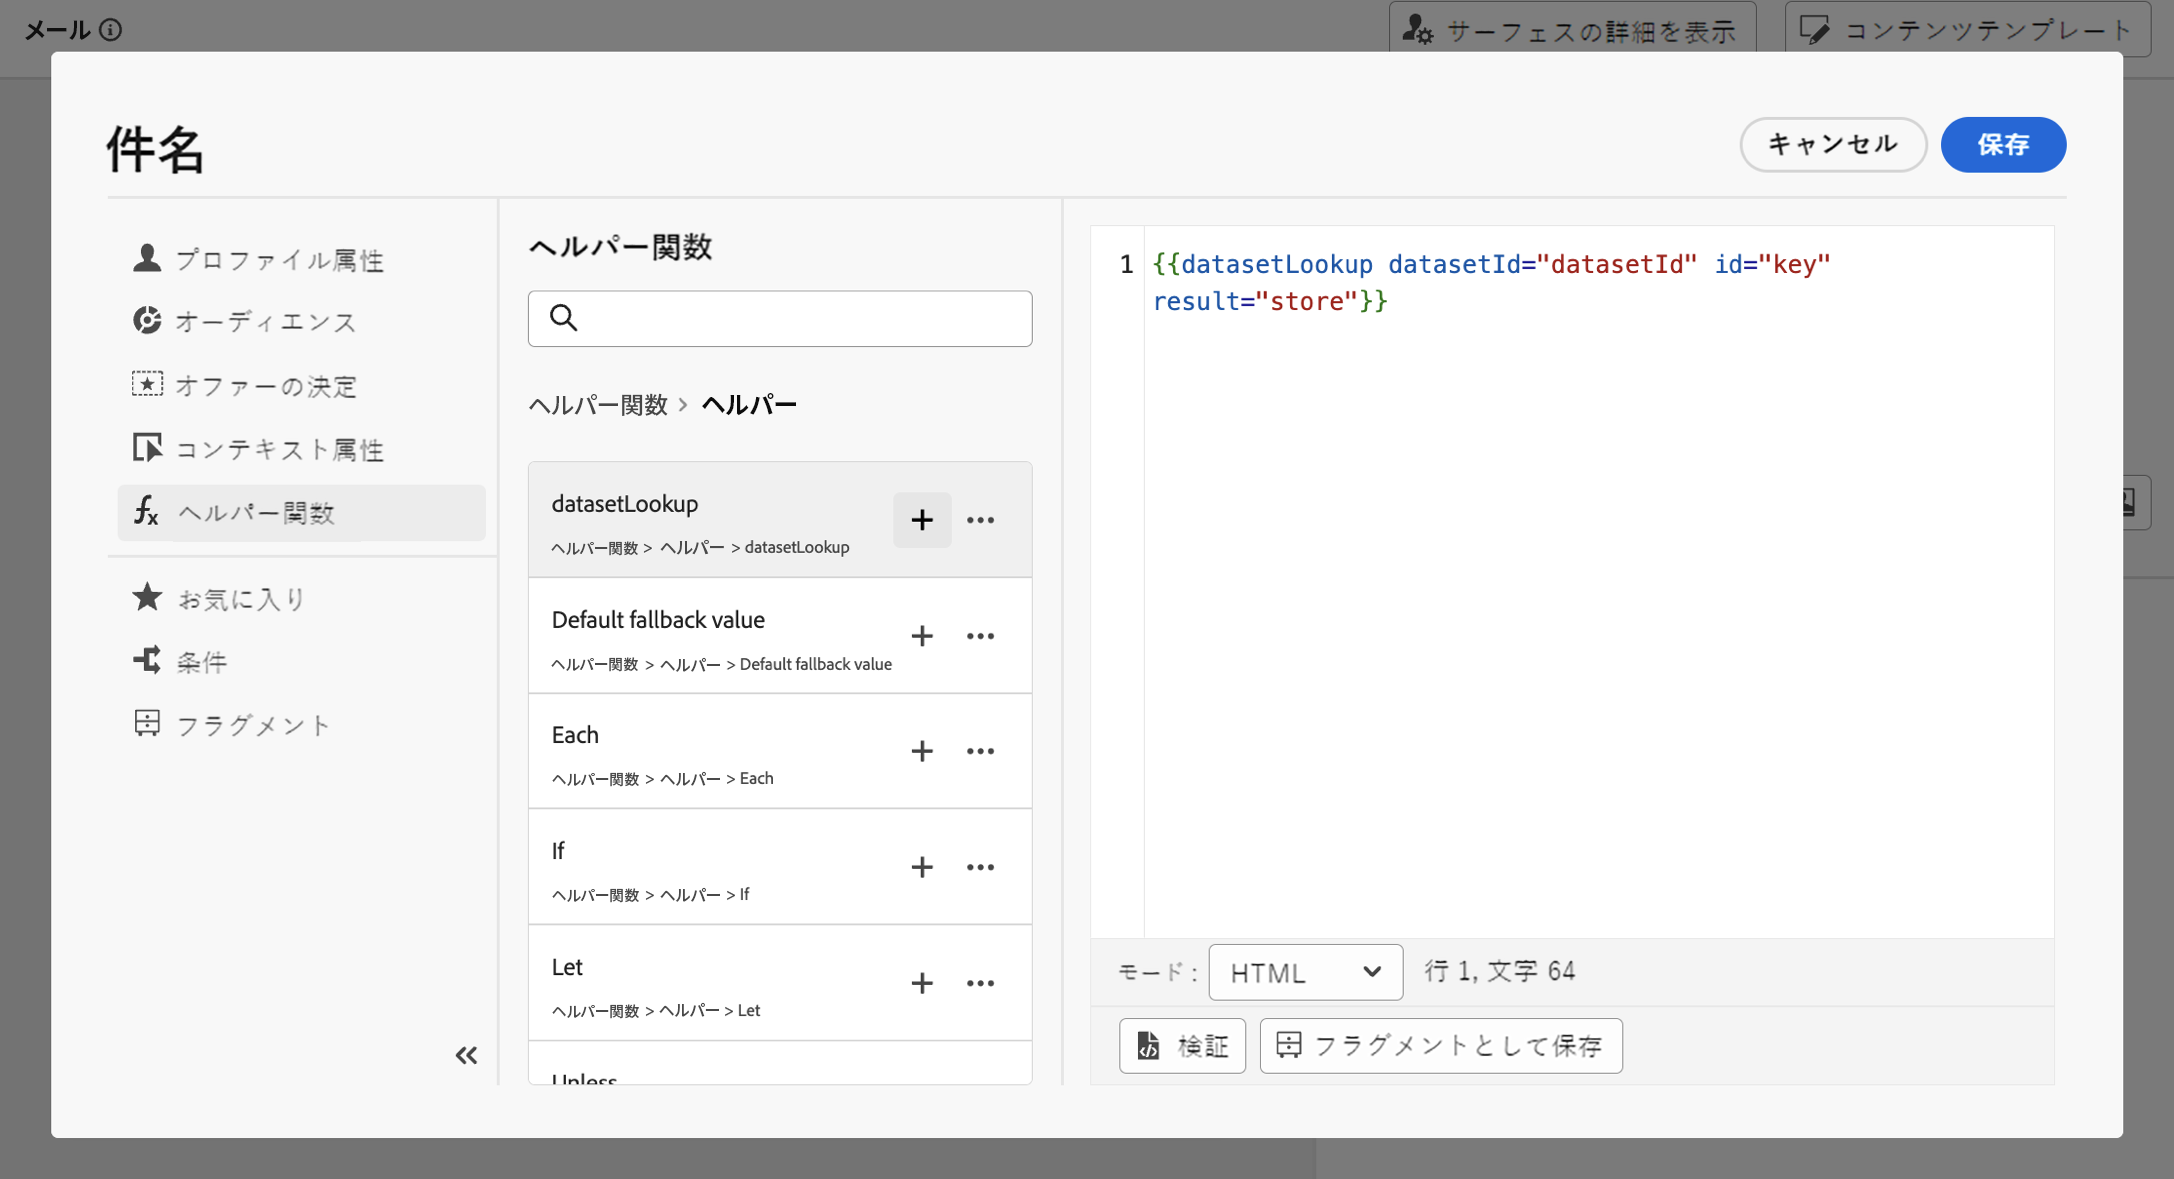 メール
サーフェスの詳細を表示
コンテンツテンプレート
件名
キャンセル
保存
プロファイル属性
オーディエンス
オファーの決定
コンテキスト属性
ヘルパー関数
お気に入り
条件
フラグメント
ヘルパー関数
ヘルパー関数 > ヘルパー
datasetLookup
ヘルパー関数 > ヘルパー > datasetLookup
Default fallback value
ヘルパー関数 > ヘルパー > Default fallback value
Each
ヘルパー関数 > ヘルパー > Each
If
ヘルパー関数 > ヘルパー > If
Let
ヘルパー関数 > ヘルパー > Let
Unless
1 {{datasetLookup datasetId="datasetId" id="key"
result="store"}}
モード : HTML 行 1, 文字 64
検証
フラグメントとして保存